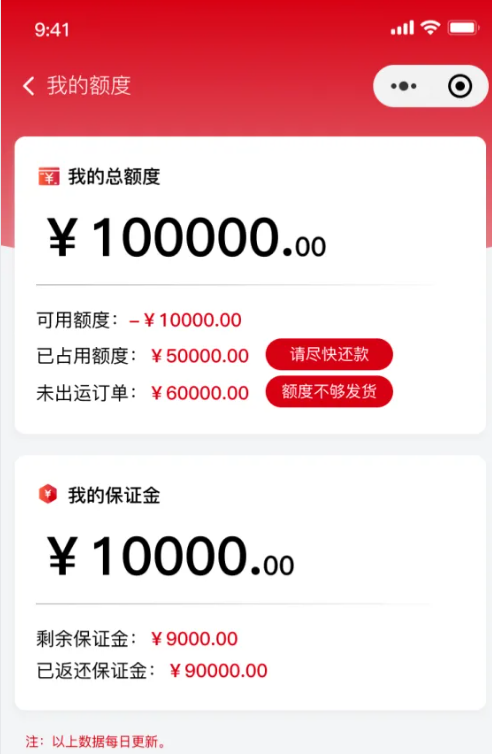 9:41
我的额度
我的总额度
￥100000.00
可用额度：-￥10000.00
已占用额度：￥50000.00 请尽快还款
未出运订单：￥60000.00 额度不够发货
我的保证金
￥10000.00
剩余保证金：￥9000.00
已返还保证金：￥90000.00
注：以上数据每日更新。